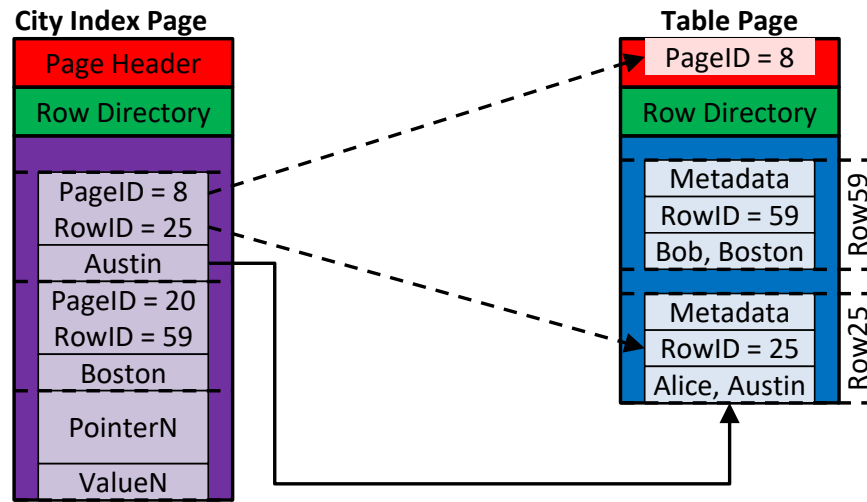 City Index Page
Page Header
Row Directory
PageID = 8
RowID = 25
Austin
PageID = 20
RowID = 59
Boston
PointerN
ValueN
Table Page
PageID = 8
Row Directory
Metadata
RowID = 59
Bob, Boston
Row59
Metadata
RowID = 25
Alice, Austin
Row25